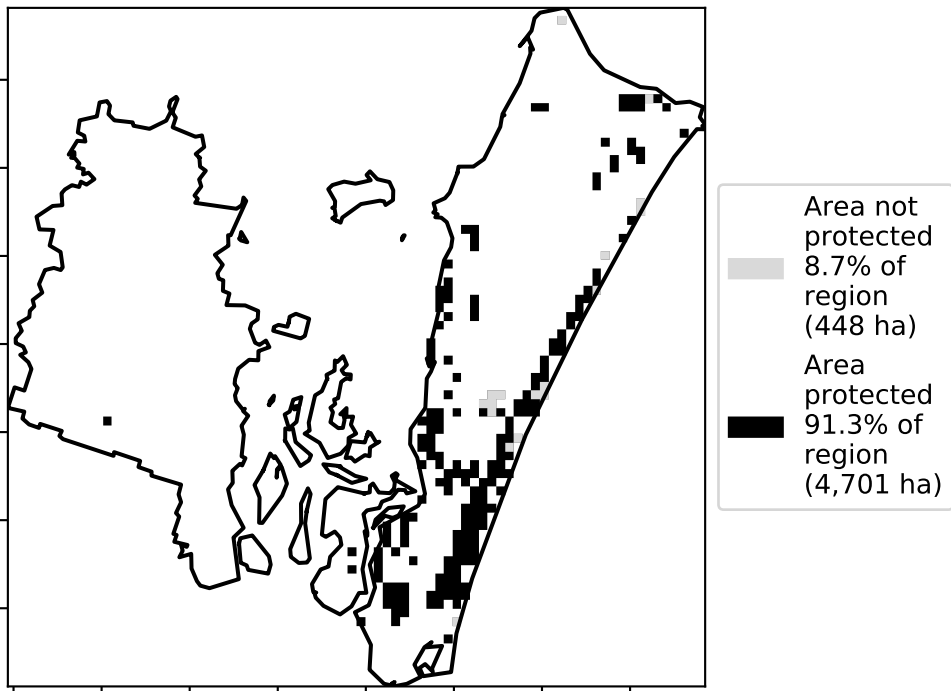 Area not
protected
8.7% of
region
(448 ha)
Area
protected
91.3% of
region
(4,701 ha)